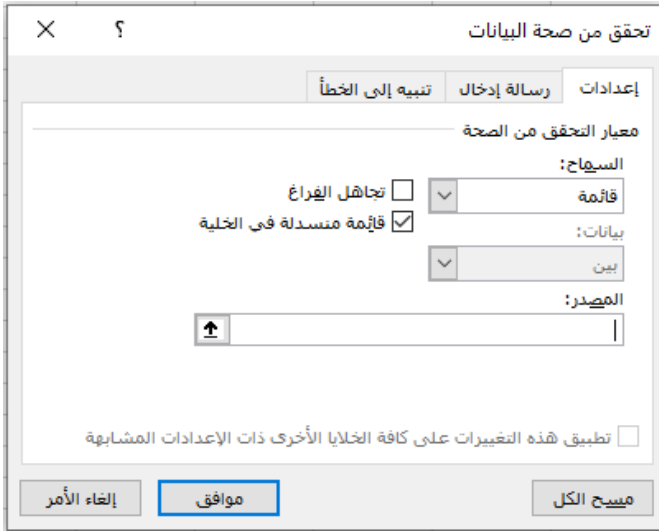 تحقق من صحة البيانات ؟
إعدادات رسالة إدخال تنبيه إلى الخطأ
معيار التحقق من الصحة
السماح:
قائمة تجاهل الفراغ
قائمة منسدلة في الخلية
بيانات:
بين
المصدر:
تطبيق هذه التغييرات على كافة الخلايا الأخرى ذات الإعدادات المشابهة
مسح الكل موافق إلغاء الأمر